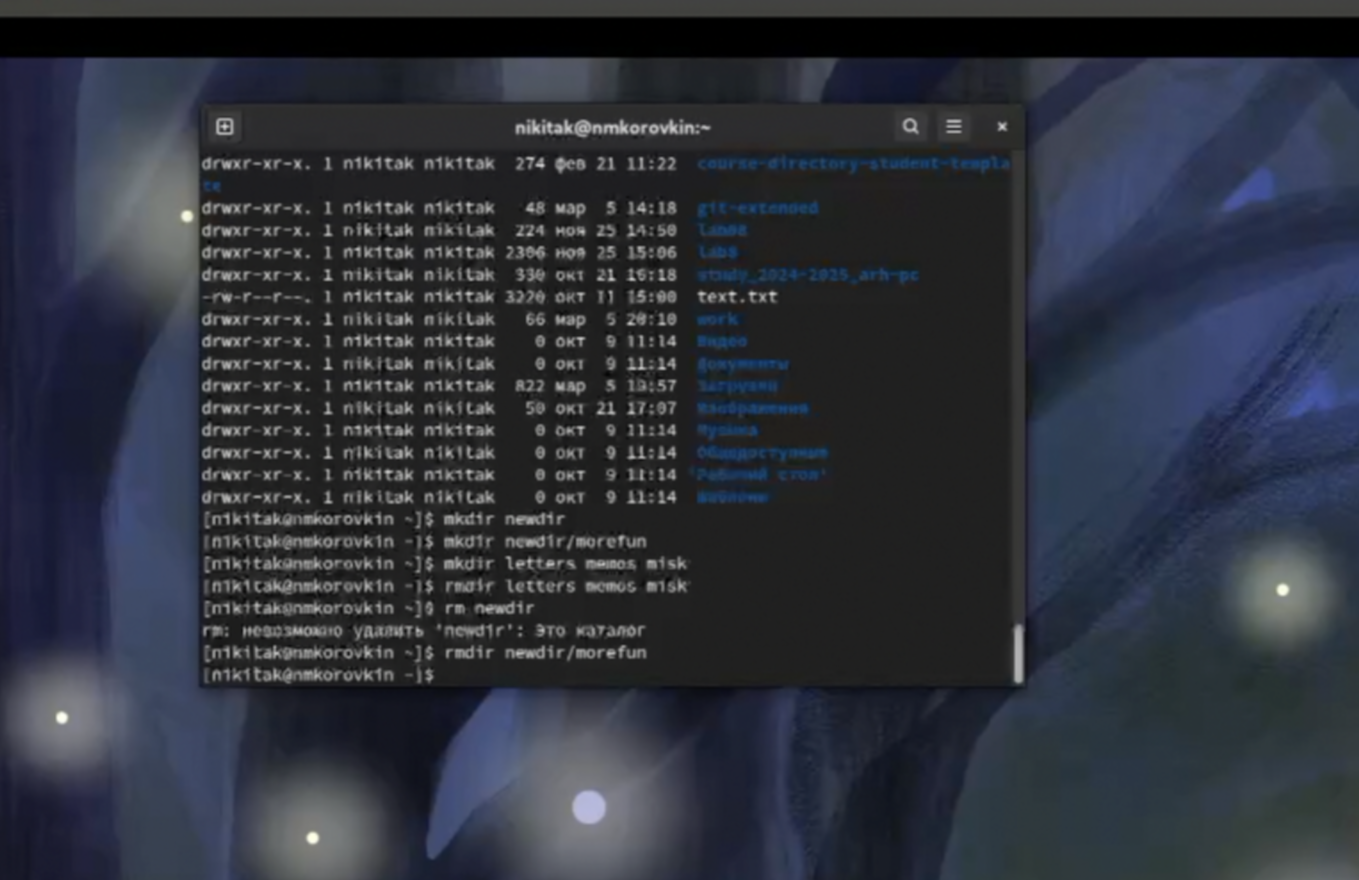 nikitak@nmkorovkin:~
drwxr-xr-x. 1 nikitak nikitak 274 фев 21 11:22 course-directory-student-templa
te
drwxr-xr-x. 1 nikitak nikitak 48 мар 5 14:18 git-extended
drwxr-xr-x. 1 nikitak nikitak 224 ноя 25 14:50 lab08
drwxr-xr-x. 1 nikitak nikitak 2306 ноя 25 15:06 lab8
drwxr-xr-x. 1 nikitak nikitak 330 окт 21 16:18 study_2024-2025_arh-pc
-rw-r--r--. 1 nikitak nikitak 3220 окт 11 15:00 text.txt
drwxr-xr-x. 1 nikitak nikitak 66 мар 5 20:10 work
drwxr-xr-x. 1 nikitak nikitak 0 окт 9 11:14 Видео
drwxr-xr-x. 1 nikitak nikitak 0 окт 9 11:14 Документы
drwxr-xr-x. 1 nikitak nikitak 822 мар 5 Загрузки
drwxr-xr-x. 1 nikitak nikitak 50 окт 21 17:07 Изображения
drwxr-xr-x. 1 nikitak nikitak 0 окт 9 11:14 Музыка
drwxr-xr-x. 1 nikitak nikitak 0 окт 9 11:14 Общедоступные
drwxr-xr-x. 1 nikitak nikitak 0 окт 9 11:14 'Рабочий стол'
drwxr-xr-x. 1 nikitak nikitak 0 окт 9 11:14 Шаблоны
[nikitak@nmkorovkin ~]$ mkdir newdir
[nikitak@nmkorovkin ~]$ mkdir newdir/morefun
[nikitak@nmkorovkin ~]$ mkdir letters memos misk
[nikitak@nmkorovkin ~]$ rmdir letters memos misk
[nikitak@nmkorovkin ~]$ rm newdir
rm: невозможно удалить 'newdir': Это каталог
[nikitak@nmkorovkin ~]$ rmdir newdir/morefun
[nikitak@nmkorovkin ~]$